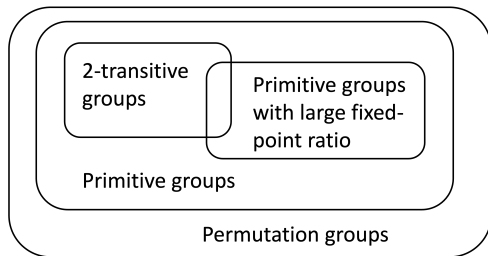 2-transitive
groups
Primitive groups
with large fixed-
point ratio
Primitive groups
Permutation groups